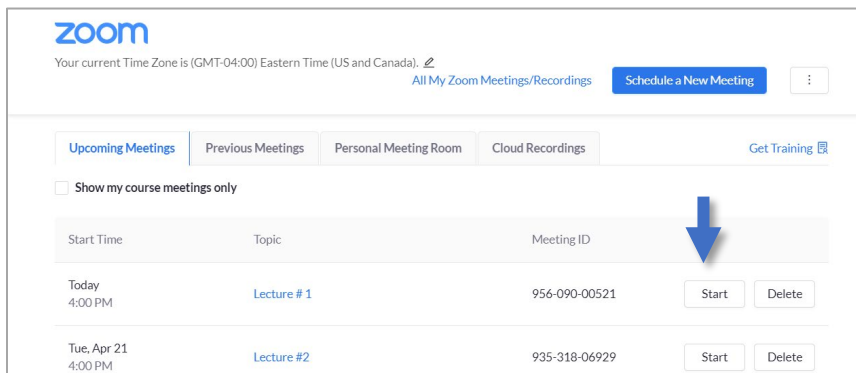 zoom
Your current Time Zone is (GMT-04:00) Eastern Time (US and Canada).
All My Zoom Meetings/Recordings
Schedule a New Meeting
Upcoming Meetings Previous Meetings Personal Meeting Room Cloud Recordings Get Training
Show my course meetings only
Start Time Topic Meeting ID
Today
4:00 PM Lecture # 1 956-090-00521 Start Delete
Tue, Apr 21
4:00 PM Lecture #2 935-318-06929 Start Delete